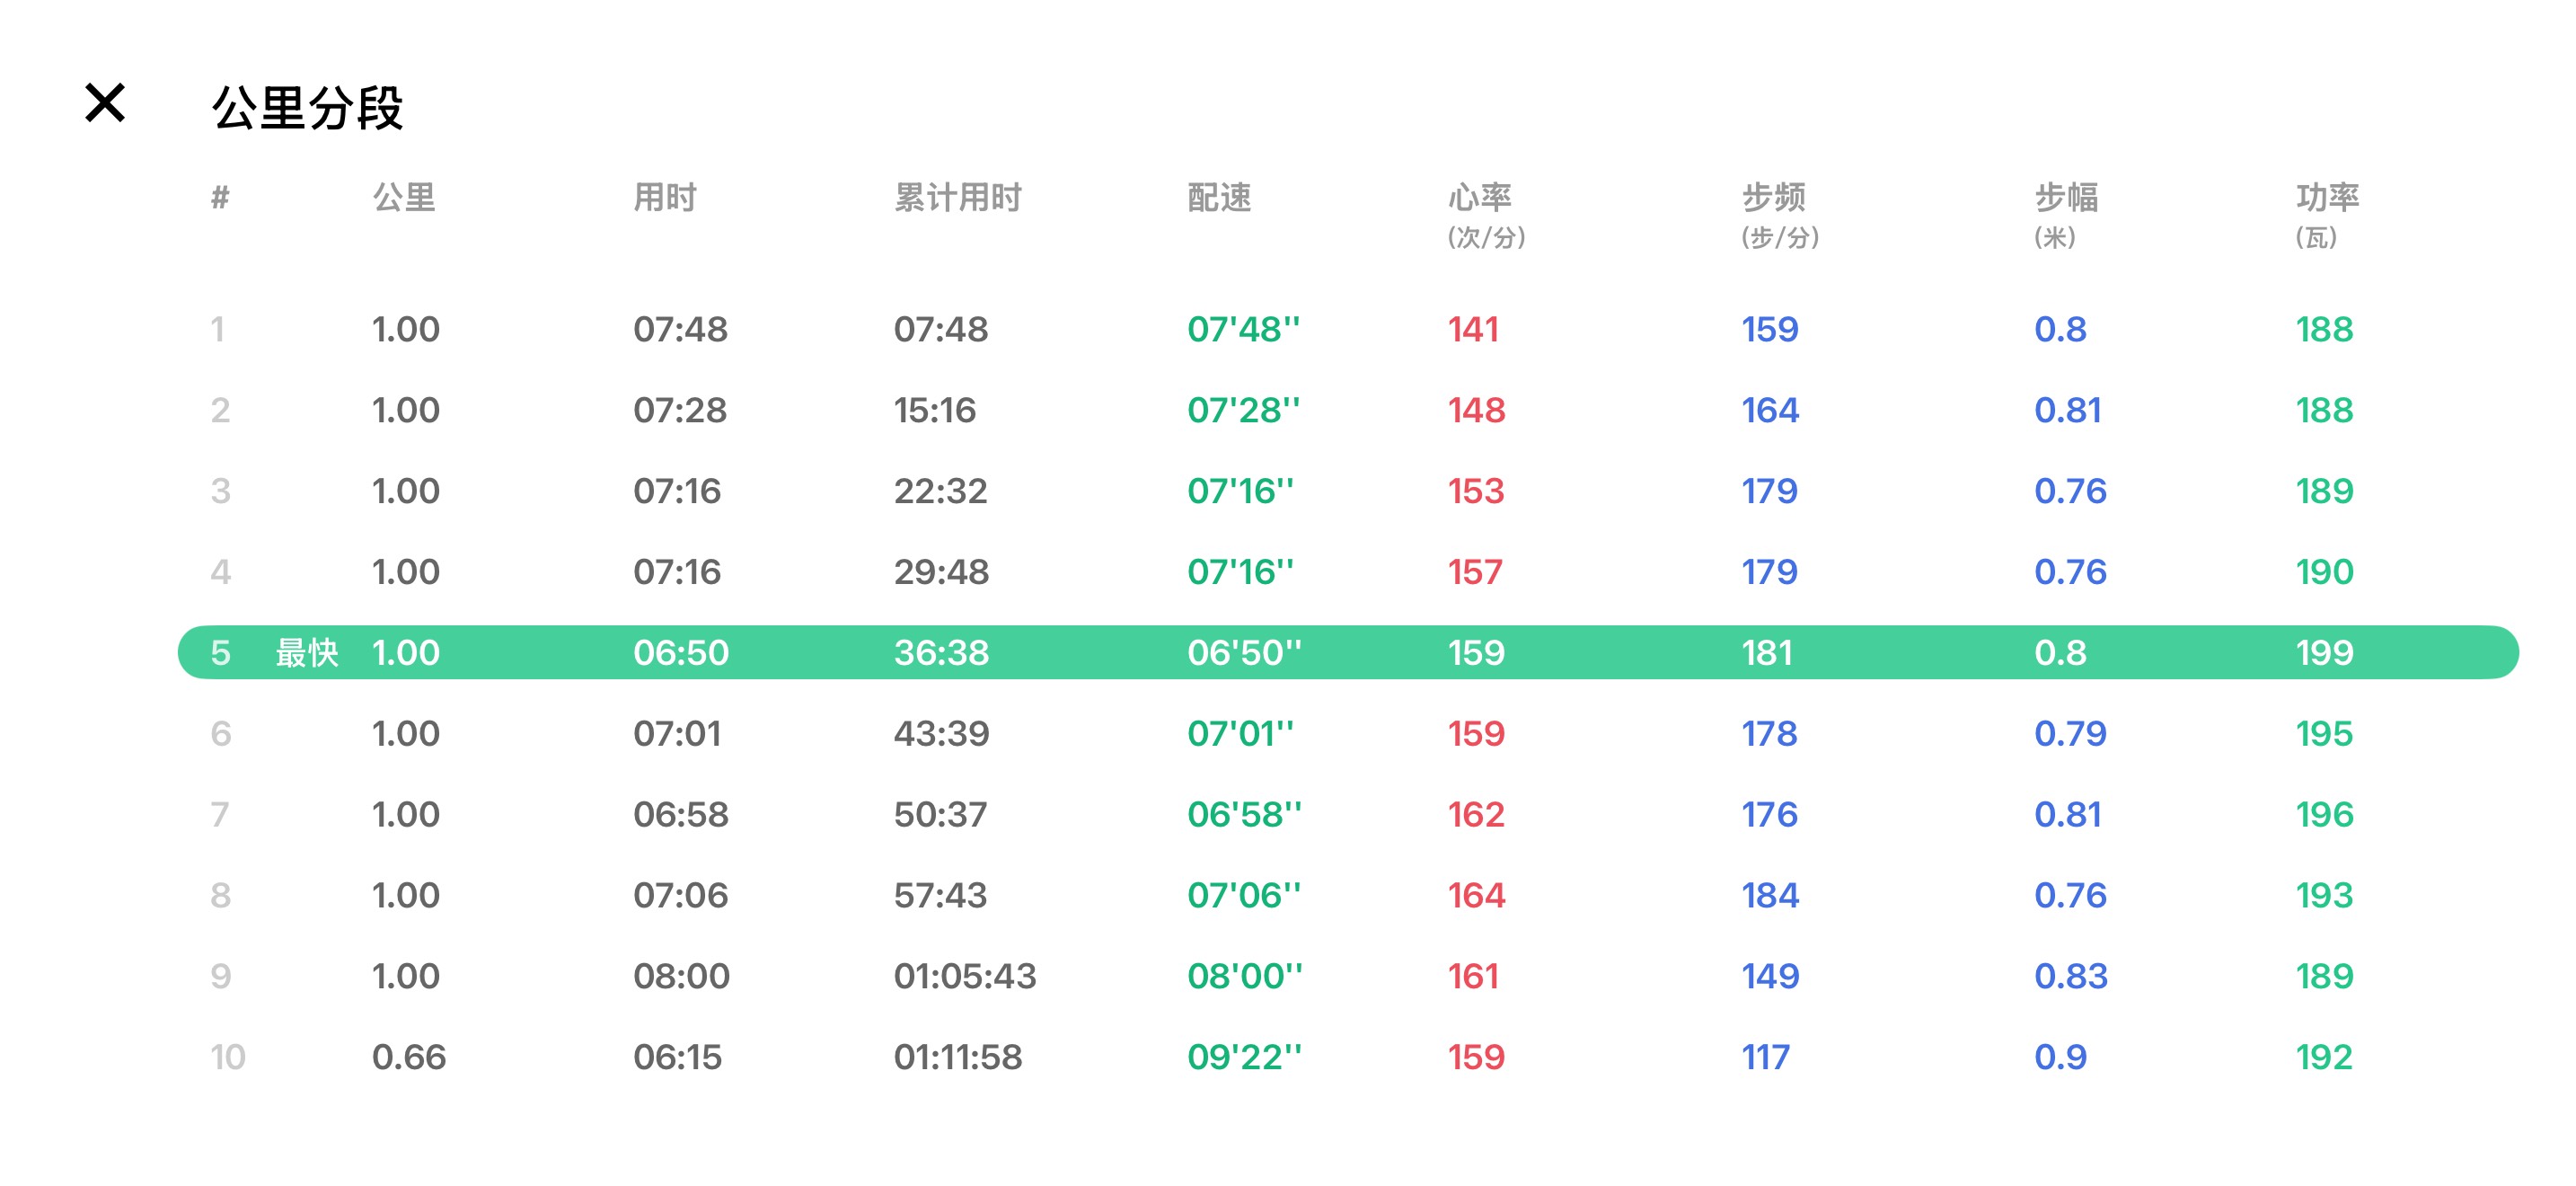 公里分段
# 公里 用时 累计用时 配速 心率 步频 步幅 功率
(次/分) (步/分) (米) (瓦)
1 1.00 07:48 07:48 07'48'' 141 159 0.8 188
2 1.00 07:28 15:16 07'28'' 148 164 0.81 188
3 1.00 07:16 22:32 07'16'' 153 179 0.76 189
4 1.00 07:16 29:48 07'16'' 157 179 0.76 190
5 最快 1.00 06:50 36:38 06'50'' 159 181 0.8 199
6 1.00 07:01 43:39 07'01'' 159 178 0.79 195
7 1.00 06:58 50:37 06'58'' 162 176 0.81 196
8 1.00 07:06 57:43 07'06'' 164 184 0.76 193
9 1.00 08:00 01:05:43 08'00'' 161 149 0.83 189
10 0.66 06:15 01:11:58 09'22'' 159 117 0.9 192